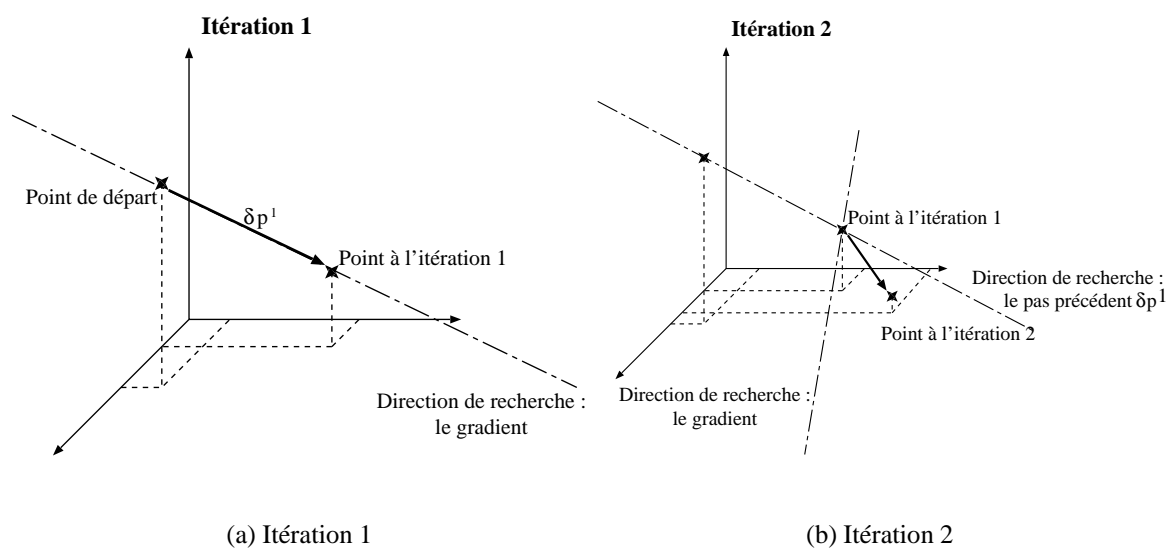 Itération 1
Point de départ
δp¹
Point à l'itération 1
Direction de recherche :
le gradient
(a) Itération 1
Itération 2
Point à l'itération 1
Direction de recherche :
le pas précédent δp¹
Point à l'itération 2
Direction de recherche :
le gradient
(b) Itération 2